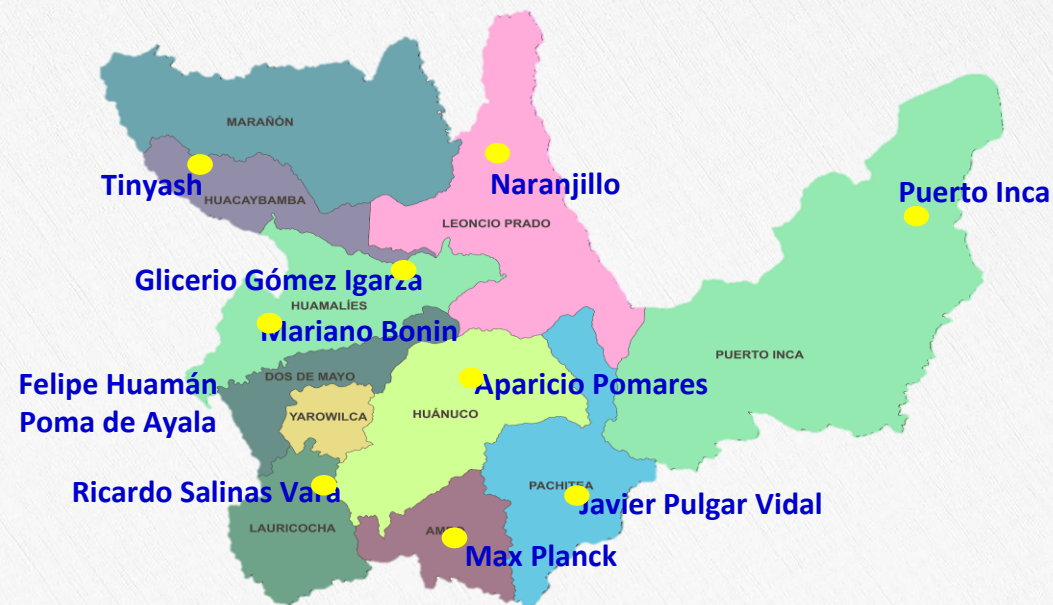 MARAÑÓN
Tinyash
HUACAYBAMBA
Naranjillo
LEONCIO PRADO
Puerto Inca
Glicerio Gómez Igarza
HUAMALÍES
Mariano Bonin
PUERTO INCA
DOS DE MAYO
Felipe Huamán
Poma de Ayala
YAROWILCA
HUÁNUCO
Aparicio Pomares
Ricardo Salinas Vara
LAURICOCHA
PACHITEA
Javier Pulgar Vidal
Max Planck